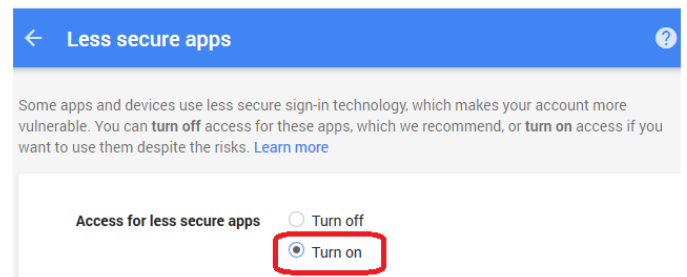 Less secure apps
Some apps and devices use less secure sign-in technology, which makes your account more
vulnerable. You can turn off access for these apps, which we recommend, or turn on access if you
want to use them despite the risks. Learn more
Access for less secure apps
Turn off
Turn on